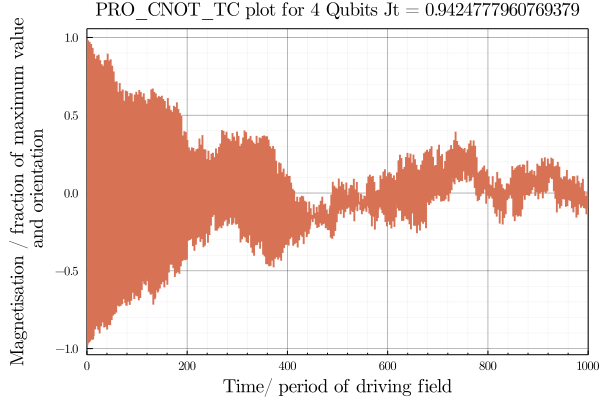 PRO_CNOT_TC plot for 4 Qubits Jt = 0.9424777960769379
Magnetisation / fraction of maximum value
and orientation
1.0
0.5
0.0
−0.5
−1.0
0 200 400 600 800 1000
Time/ period of driving field